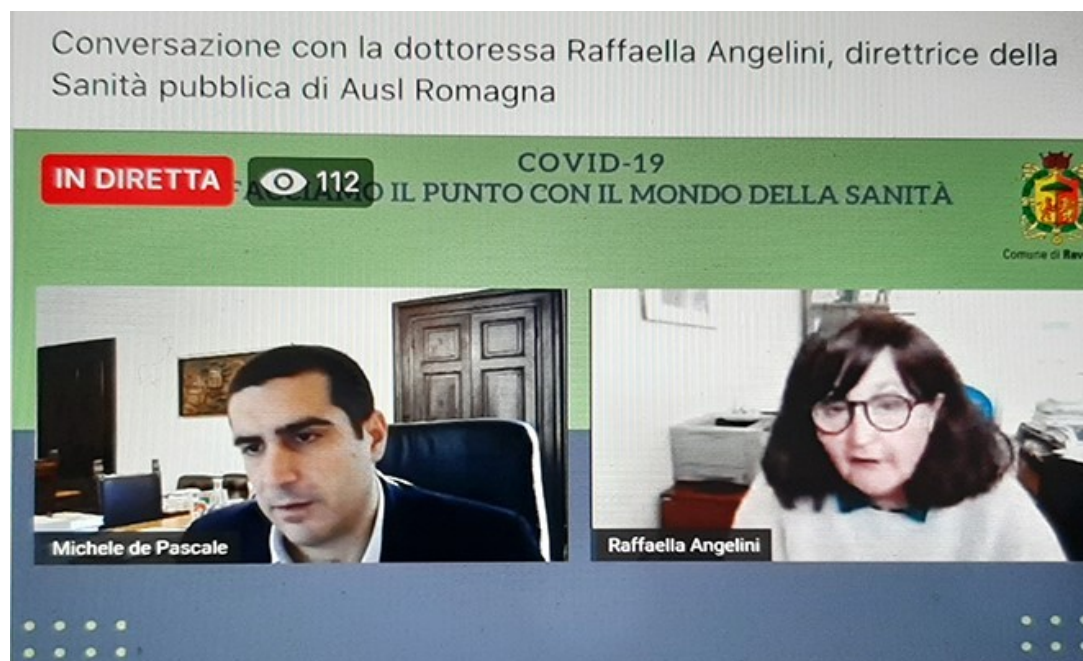 Conversazione con la dottoressa Raffaella Angelini, direttrice della
Sanità pubblica di Ausl Romagna
IN DIRETTA 112
COVID-19
IL PUNTO CON IL MONDO DELLA SANITÀ
Comune di
Michele de Pascale
Raffaella Angelini